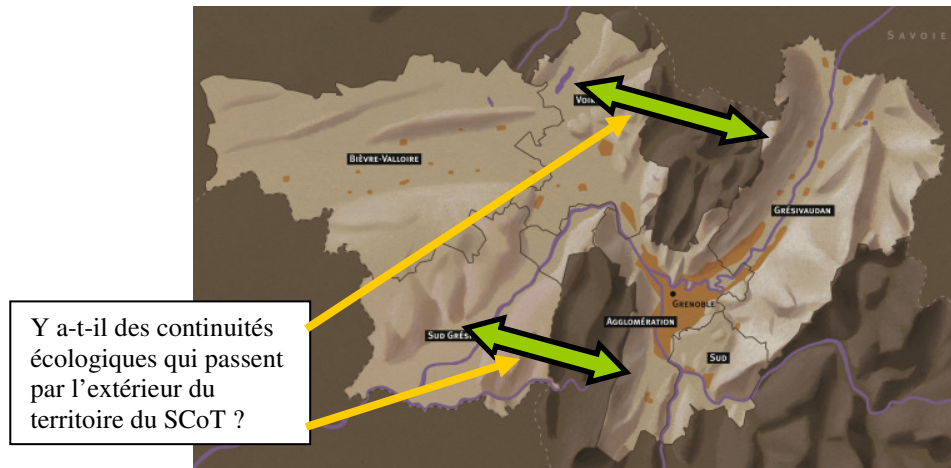 SAVOIE
VOI
BIÈVRE-VALLOIRE
GRÉSIVAUDAN
GRENOBLE
AGGLOMÉRATION
SUD GRÉS
SUD
Y a-t-il des continuités
écologiques qui passent
par l’extérieur du
territoire du SCoT ?